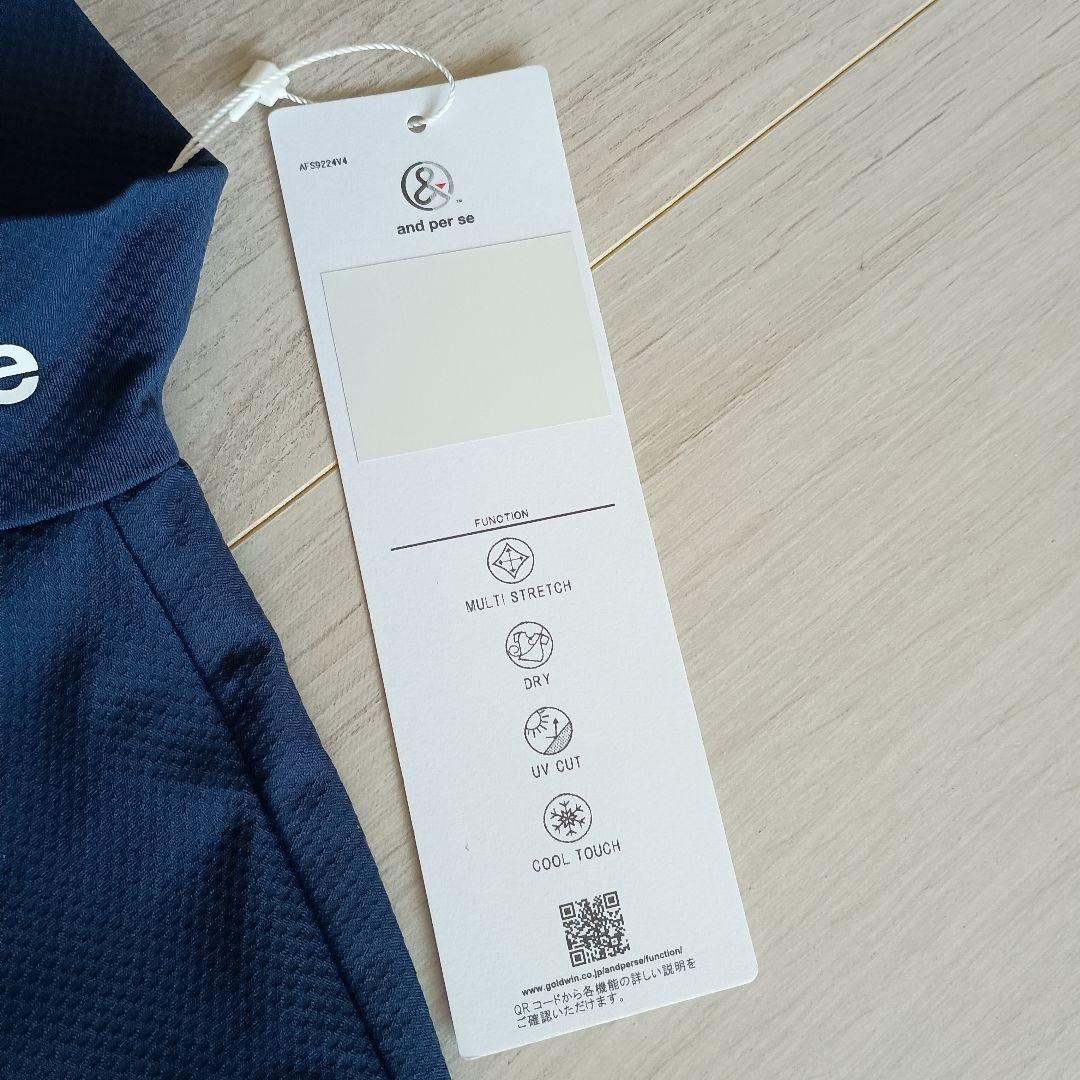 AFS9224V4
&
TM
and per se
e
FUNCTION
MULTI STRETCH
DRY
UV CUT
COOL TOUCH
www.goldwin.co.jp/andperse/function/
QRコードから各機能の詳しい説明を
ご確認いただけます。